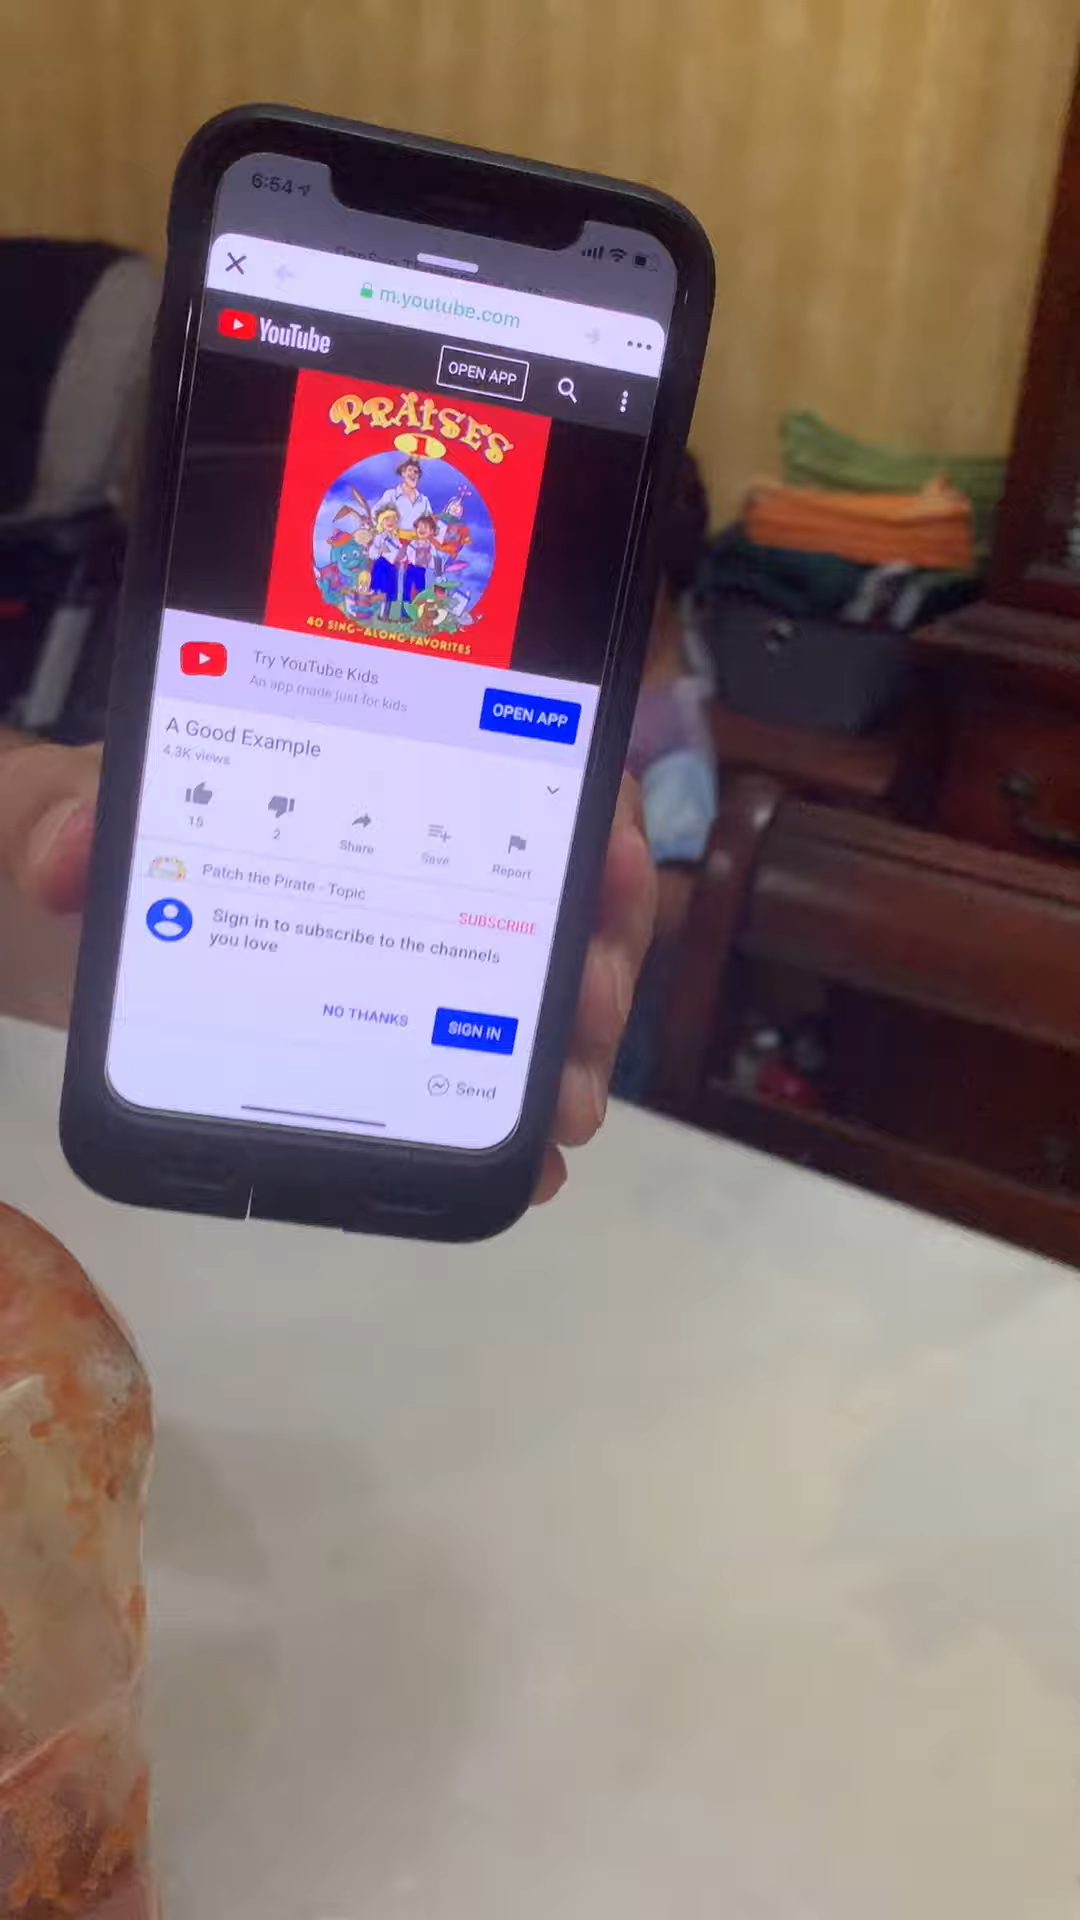 6:54
m.youtube.com
YouTube
OPEN APP
PRAISES
1
40 SING-ALONG FAVORITES
Try YouTube Kids
An app made just for kids
OPEN APP
A Good Example
4.3K views
15
2
Share
Save
Report
Patch the Pirate - Topic
SUBSCRIBE
Sign in to subscribe to the channels
you love
NO THANKS
SIGN IN
Send